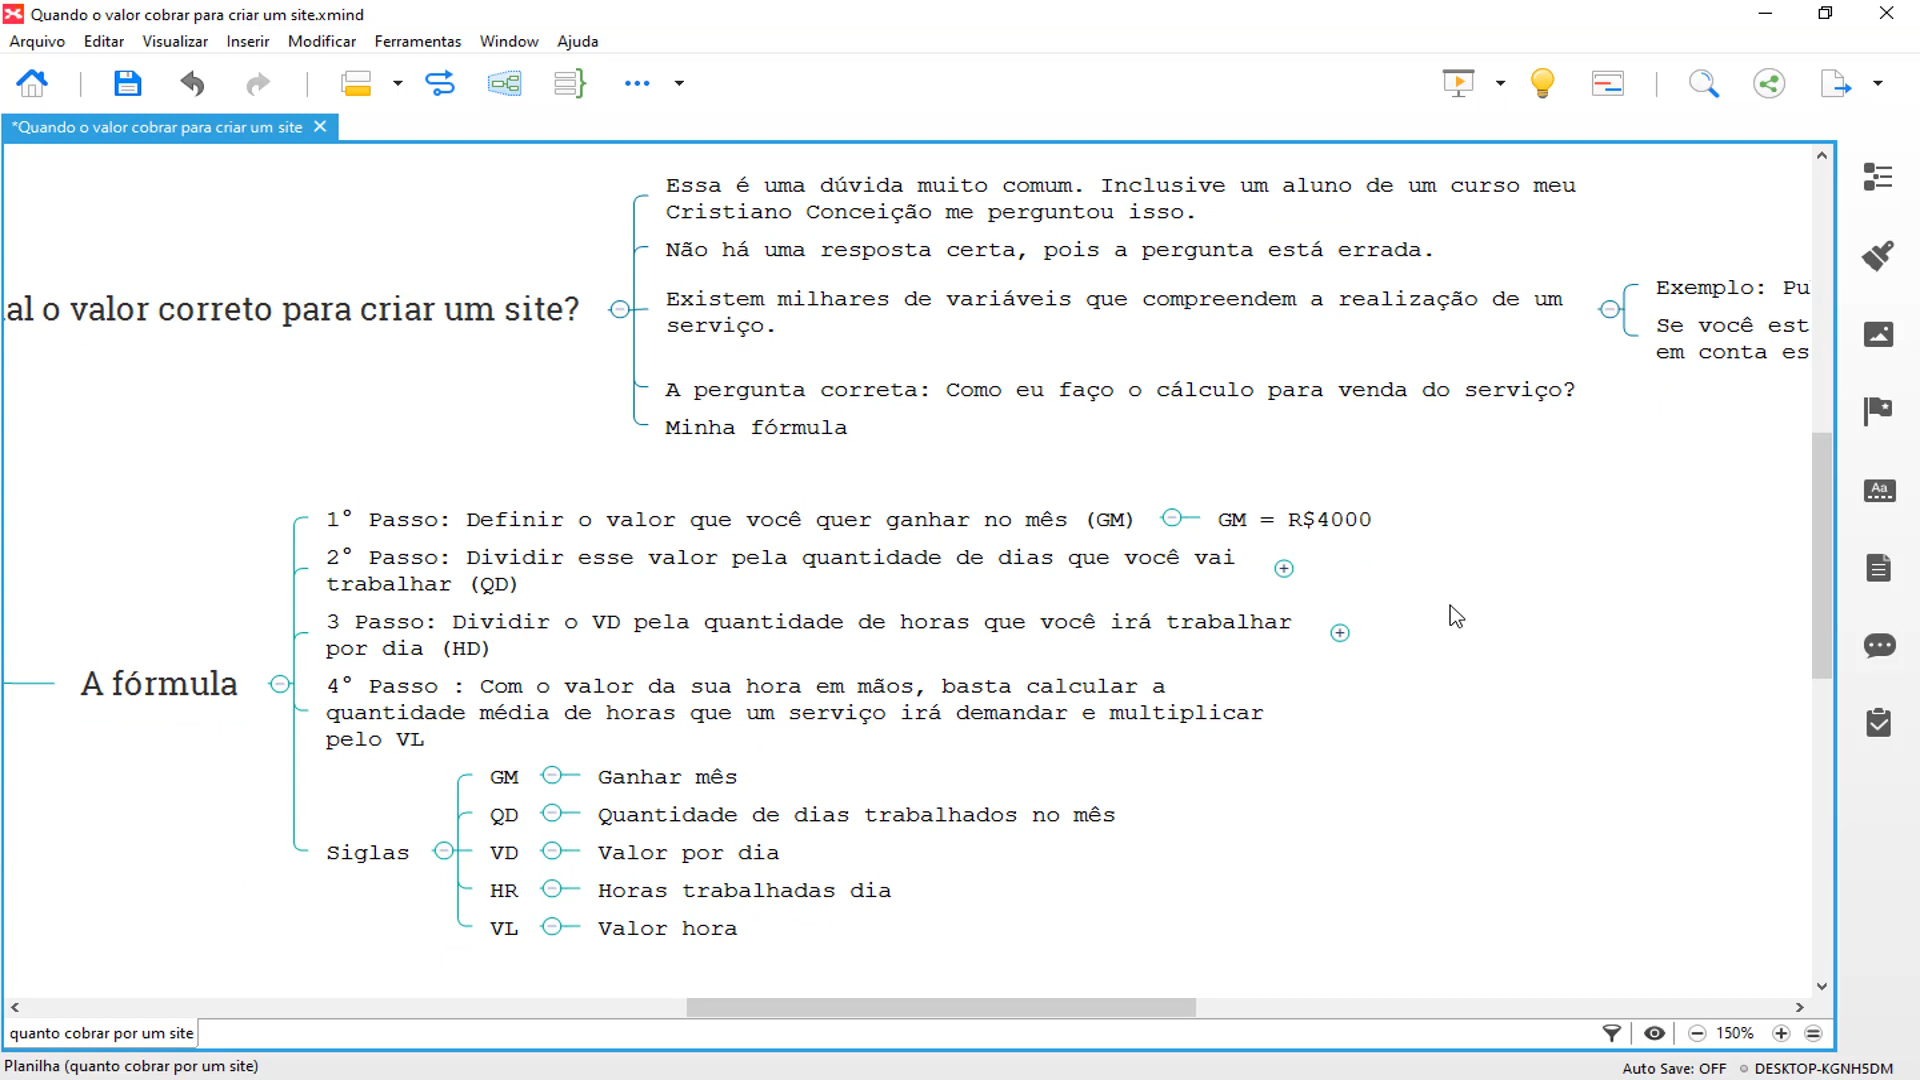 Quando o valor cobrar para criar um site.xmind
Arquivo Editar Visualizar Inserir Modificar Ferramentas Window Ajuda
*Quando o valor cobrar para criar um site
Essa é uma dúvida muito comum. Inclusive um aluno de um curso meu
Cristiano Conceição me perguntou isso.
Não há uma resposta certa, pois a pergunta está errada.
al o valor correto para criar um site?
Existem milhares de variáveis que compreendem a realização de um
serviço.
Exemplo: Pu
Se você est
em conta es
A pergunta correta: Como eu faço o cálculo para venda do serviço?
Minha fórmula
A fórmula
1° Passo: Definir o valor que você quer ganhar no mês (GM)
GM = R$4000
2° Passo: Dividir esse valor pela quantidade de dias que você vai
trabalhar (QD)
3 Passo: Dividir o VD pela quantidade de horas que você irá trabalhar
por dia (HD)
4° Passo : Com o valor da sua hora em mãos, basta calcular a
quantidade média de horas que um serviço irá demandar e multiplicar
pelo VL
Siglas
GM Ganhar mês
QD Quantidade de dias trabalhados no mês
VD Valor por dia
HR Horas trabalhadas dia
VL Valor hora
Aa
quanto cobrar por um site
150%
Planilha (quanto cobrar por um site)
Auto Save: OFF DESKTOP-KGNH5DM